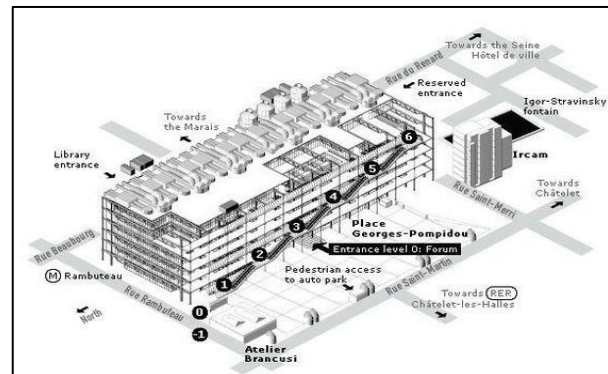 Towards the Seine
Hôtel de ville
Rue du Renard
Reserved
entrance
Igor-Stravinsky
fontain
Towards
the Marais
Library
entrance
Ircam
Towards
Châtelet
Rue Saint-Merri
6
5
4
3
2
1
0
-1
Place
Georges-Pompidou
Entrance level 0: Forum
Rue Beaubourg
M Rambuteau
Pedestrian access
to auto park
Rue Saint-Martin
Towards RER
Châtelet-les-Halles
North
Rue Rambuteau
Atelier
Brancusi